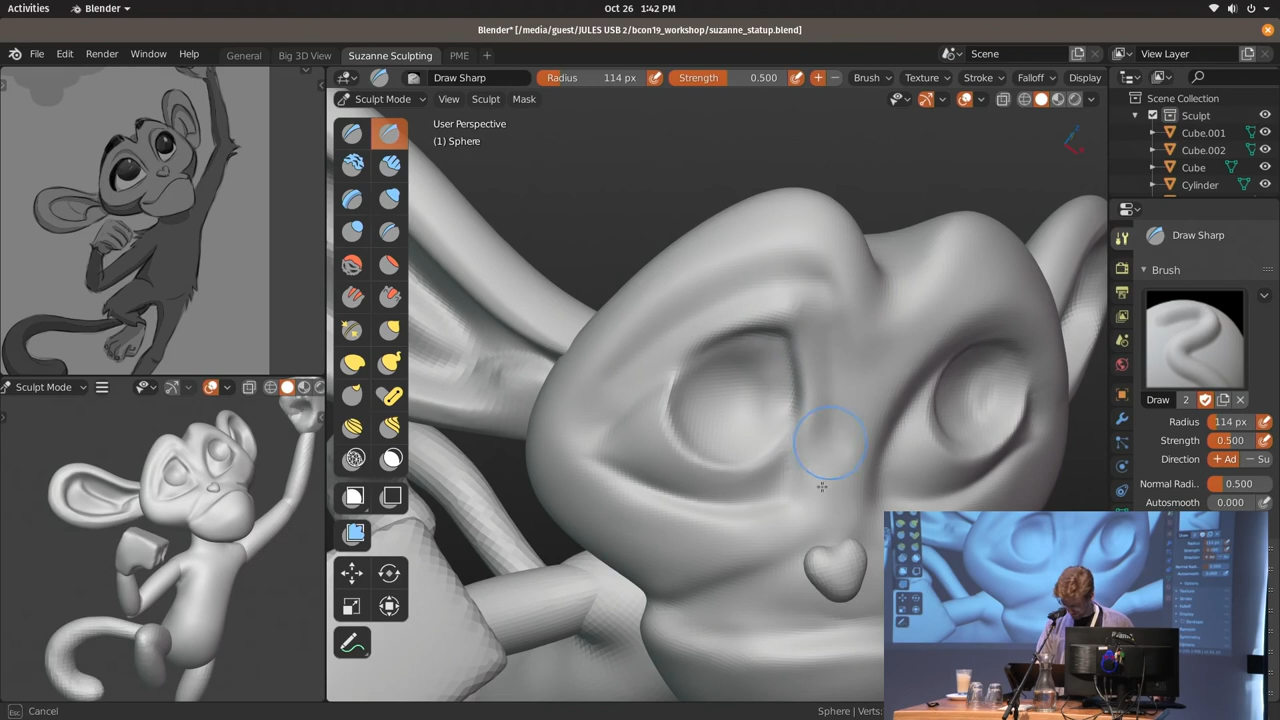 Activities
Blender
Oct 26 1:42 PM
Blender* [/media/guest/JULES USB 2/bcon19_workshop/suzanne_statup.blend]
File Edit Render Window Help
General Big 3D View Suzanne Sculpting PME +
Scene
View Layer
Draw Sharp
Radius 114 px
Strength 0.500
Brush Texture Stroke Falloff Display
Sculpt Mode View Sculpt Mask
User Perspective
(1) Sphere
Scene Collection
Sculpt
Cube.001
Cube.002
Cube
Cylinder
Draw Sharp
Brush
Draw 2
Radius 114 px
Strength 0.500
Direction + Ad — Su
Normal Radi.. 0.500
Autosmooth 0.000
Sculpt Mode
Esc Cancel
Sphere | Verts: